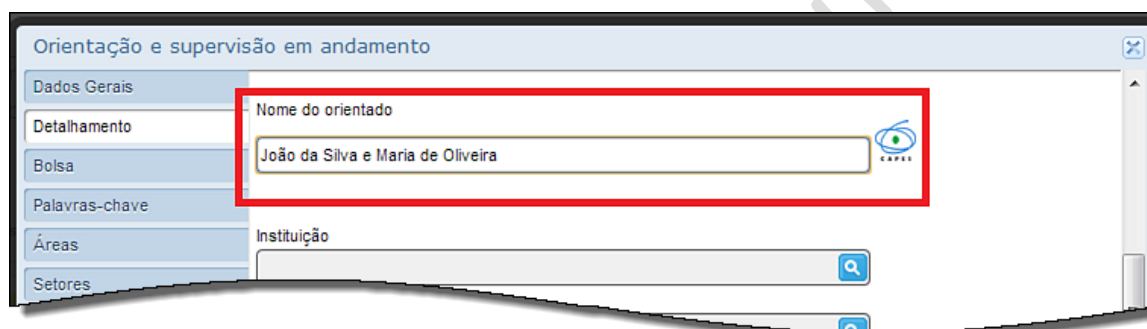 Orientação e supervisão em andamento
Dados Gerais
Detalhamento
Bolsa
Palavras-chave
Áreas
Setores
Nome do orientado
João da Silva e Maria de Oliveira
CAPES
Instituição